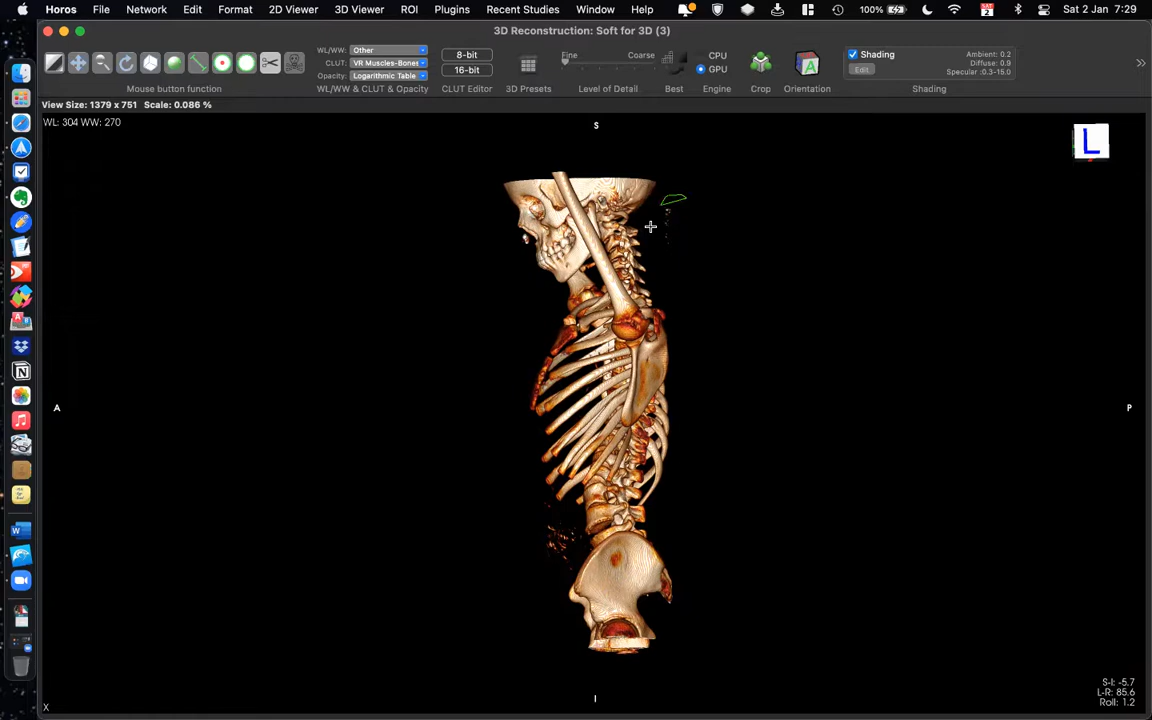 Horos File Network Edit Format 2D Viewer 3D Viewer ROI Plugins Recent Studies Window Help 100% Sat 2 Jan 7:29
3D Reconstruction: Soft for 3D (3)
WL/WW: Other
CLUT: VR Muscles-Bones
Opacity: Logarithmic Table
8-bit
16-bit
Fine Coarse
CPU
GPU
Shading
Edit
Ambient: 0.2
Diffuse: 0.9
Specular :0.3-15.0
Mouse button function WL/WW & CLUT & Opacity CLUT Editor 3D Presets Level of Detail Best Engine Crop Orientation Shading
View Size: 1379 x 751 Scale: 0.086 %
WL: 304 WW: 270
S
L
A
P
S-I: -5.7
L-R: 85.6
Roll: 1.2
I
X